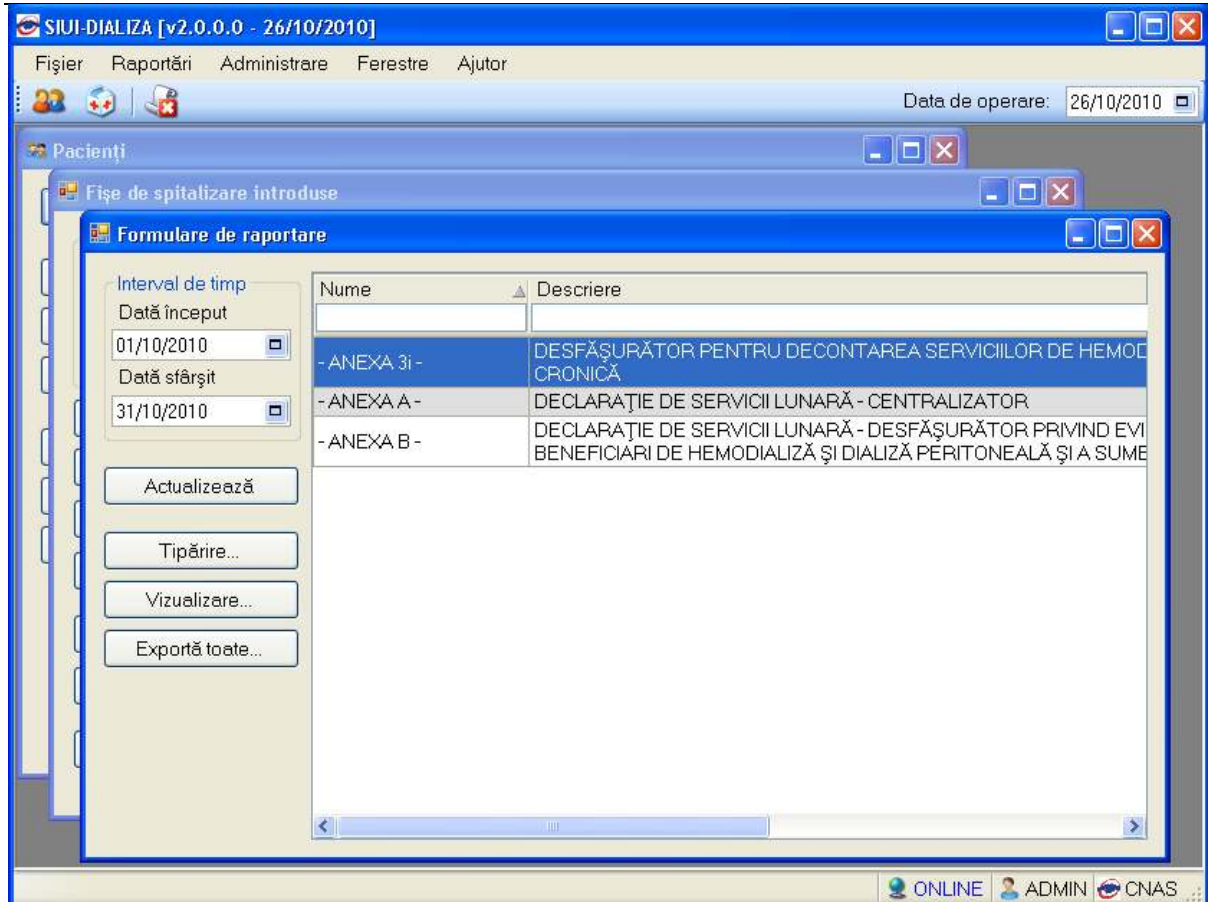 SIUI-DIALIZA [v2.0.0.0 - 26/10/2010]
Fişier Raportări Administrare Ferestre Ajutor
Data de operare: 26/10/2010
Pacienţi
Fişe de spitalizare introduse
Formulare de raportare
Interval de timp
Dată început
01/10/2010
Dată sfârşit
31/10/2010
Actualizează
Tipărire...
Vizualizare...
Exportă toate...
Nume Descriere
- ANEXA 3i - DESFĂŞURĂTOR PENTRU DECONTAREA SERVICIILOR DE HEMOD
CRONICĂ
- ANEXA A - DECLARAŢIE DE SERVICII LUNARĂ - CENTRALIZATOR
- ANEXA B - DECLARAŢIE DE SERVICII LUNARĂ - DESFĂŞURĂTOR PRIVIND EVI
BENEFICIARI DE HEMODIALIZĂ ŞI DIALIZĂ PERITONEALĂ ŞI A SUME
ONLINE ADMIN CNAS